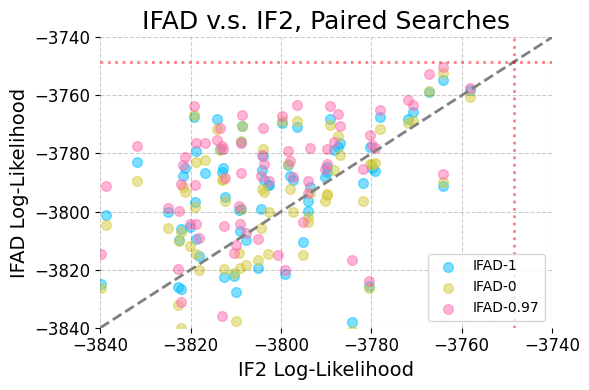 IFAD v.s. IF2, Paired Searches
IFAD Log-Likelihood
−3740
−3760
−3780
−3800
−3820
−3840
IFAD-1
IFAD-0
IFAD-0.97
−3840 −3820 −3800 −3780 −3760 −3740
IF2 Log-Likelihood